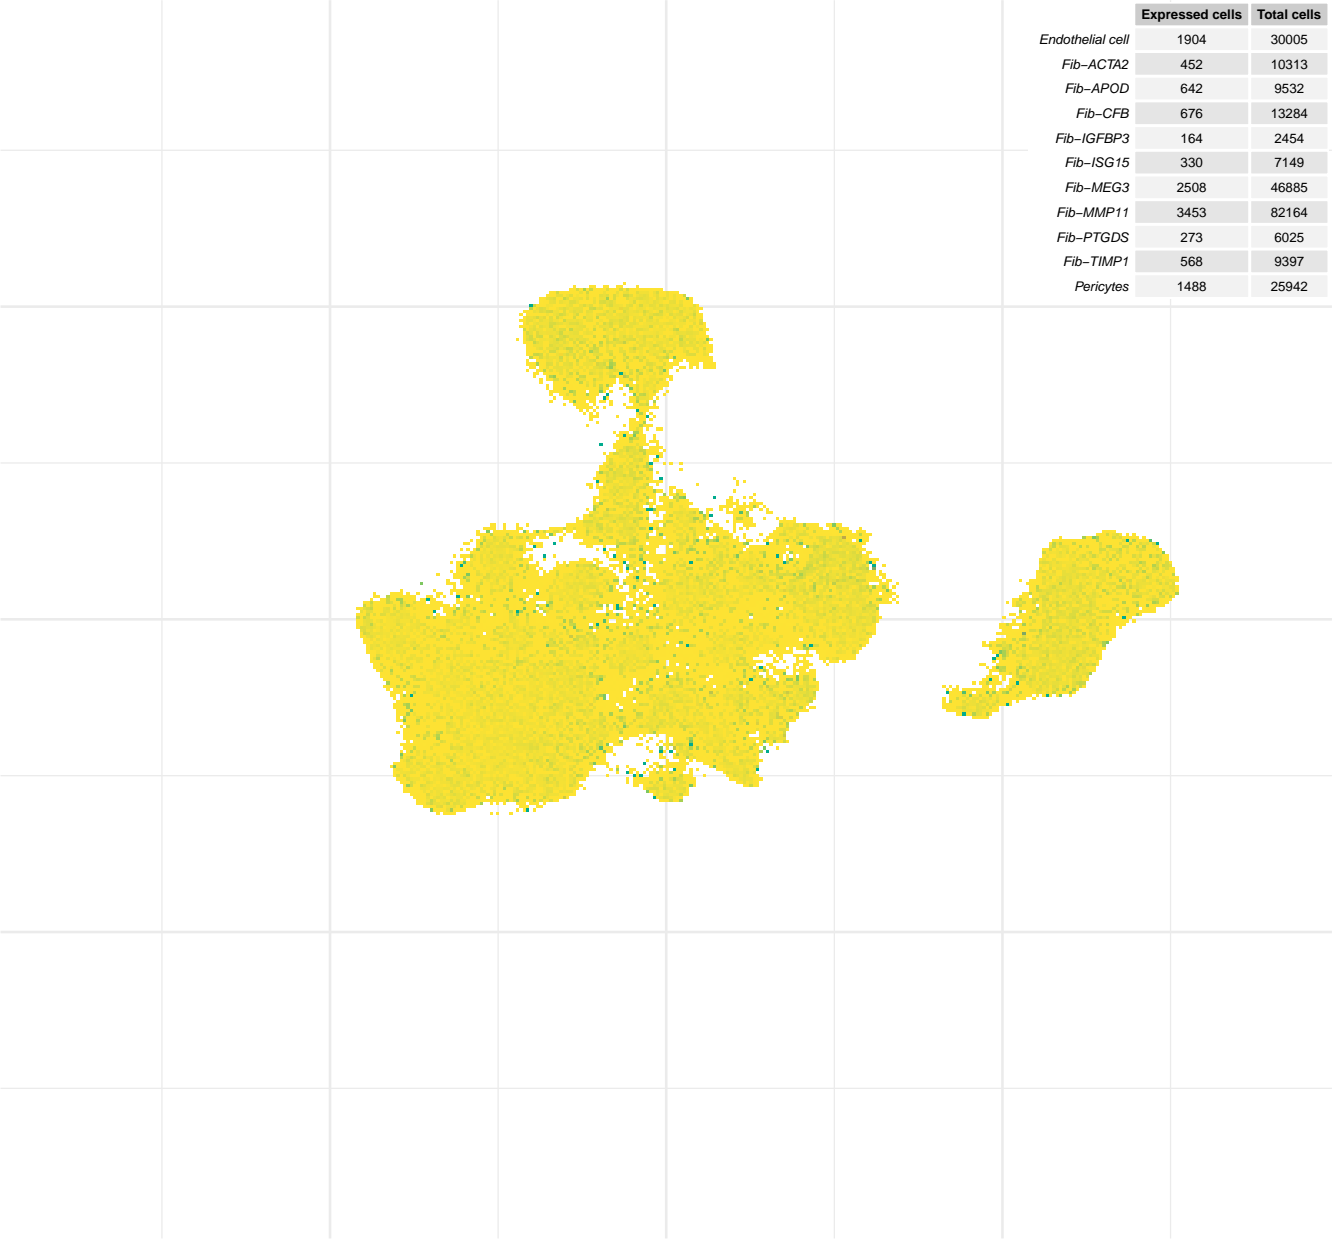 Expressed cells Total cells
Endothelial cell 1904 30005
Fib−ACTA2 452 10313
Fib−APOD 642 9532
Fib−CFB 676 13284
Fib−IGFBP3 164 2454
Fib−ISG15 330 7149
Fib−MEG3 2508 46885
Fib−MMP11 3453 82164
Fib−PTGDS 273 6025
Fib−TIMP1 568 9397
Pericytes 1488 25942